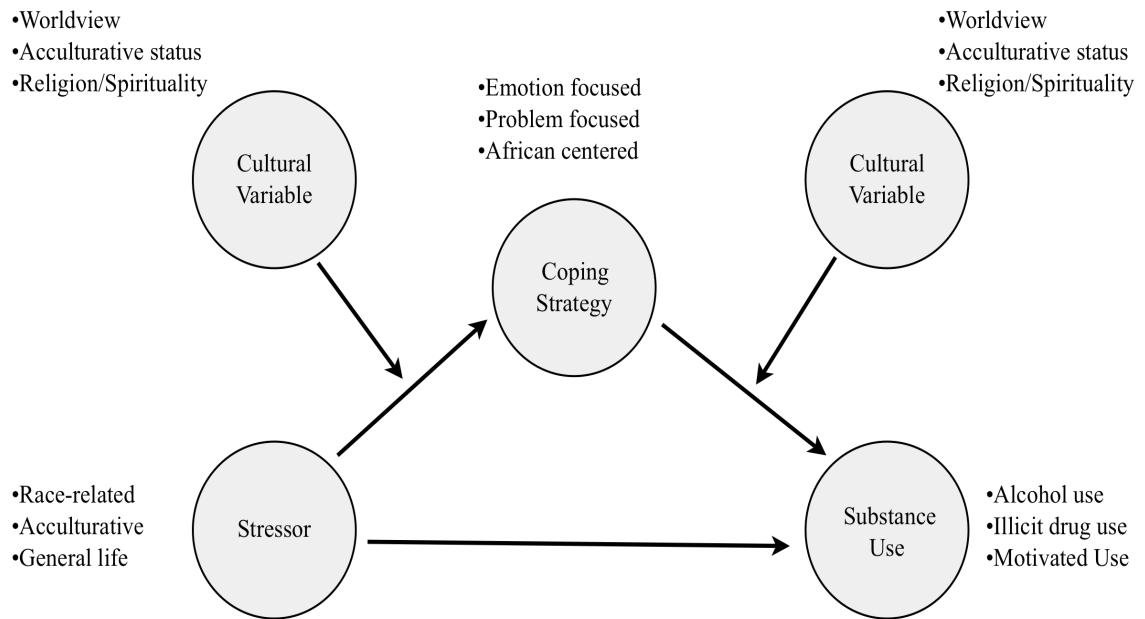 •Worldview
•Acculturative status
•Religion/Spirituality
•Worldview
•Acculturative status
•Religion/Spirituality
•Emotion focused
•Problem focused
•African centered
Cultural
Variable
Cultural
Variable
Coping
Strategy
•Race-related
•Acculturative
•General life
Stressor
Substance
Use
•Alcohol use
•Illicit drug use
•Motivated Use